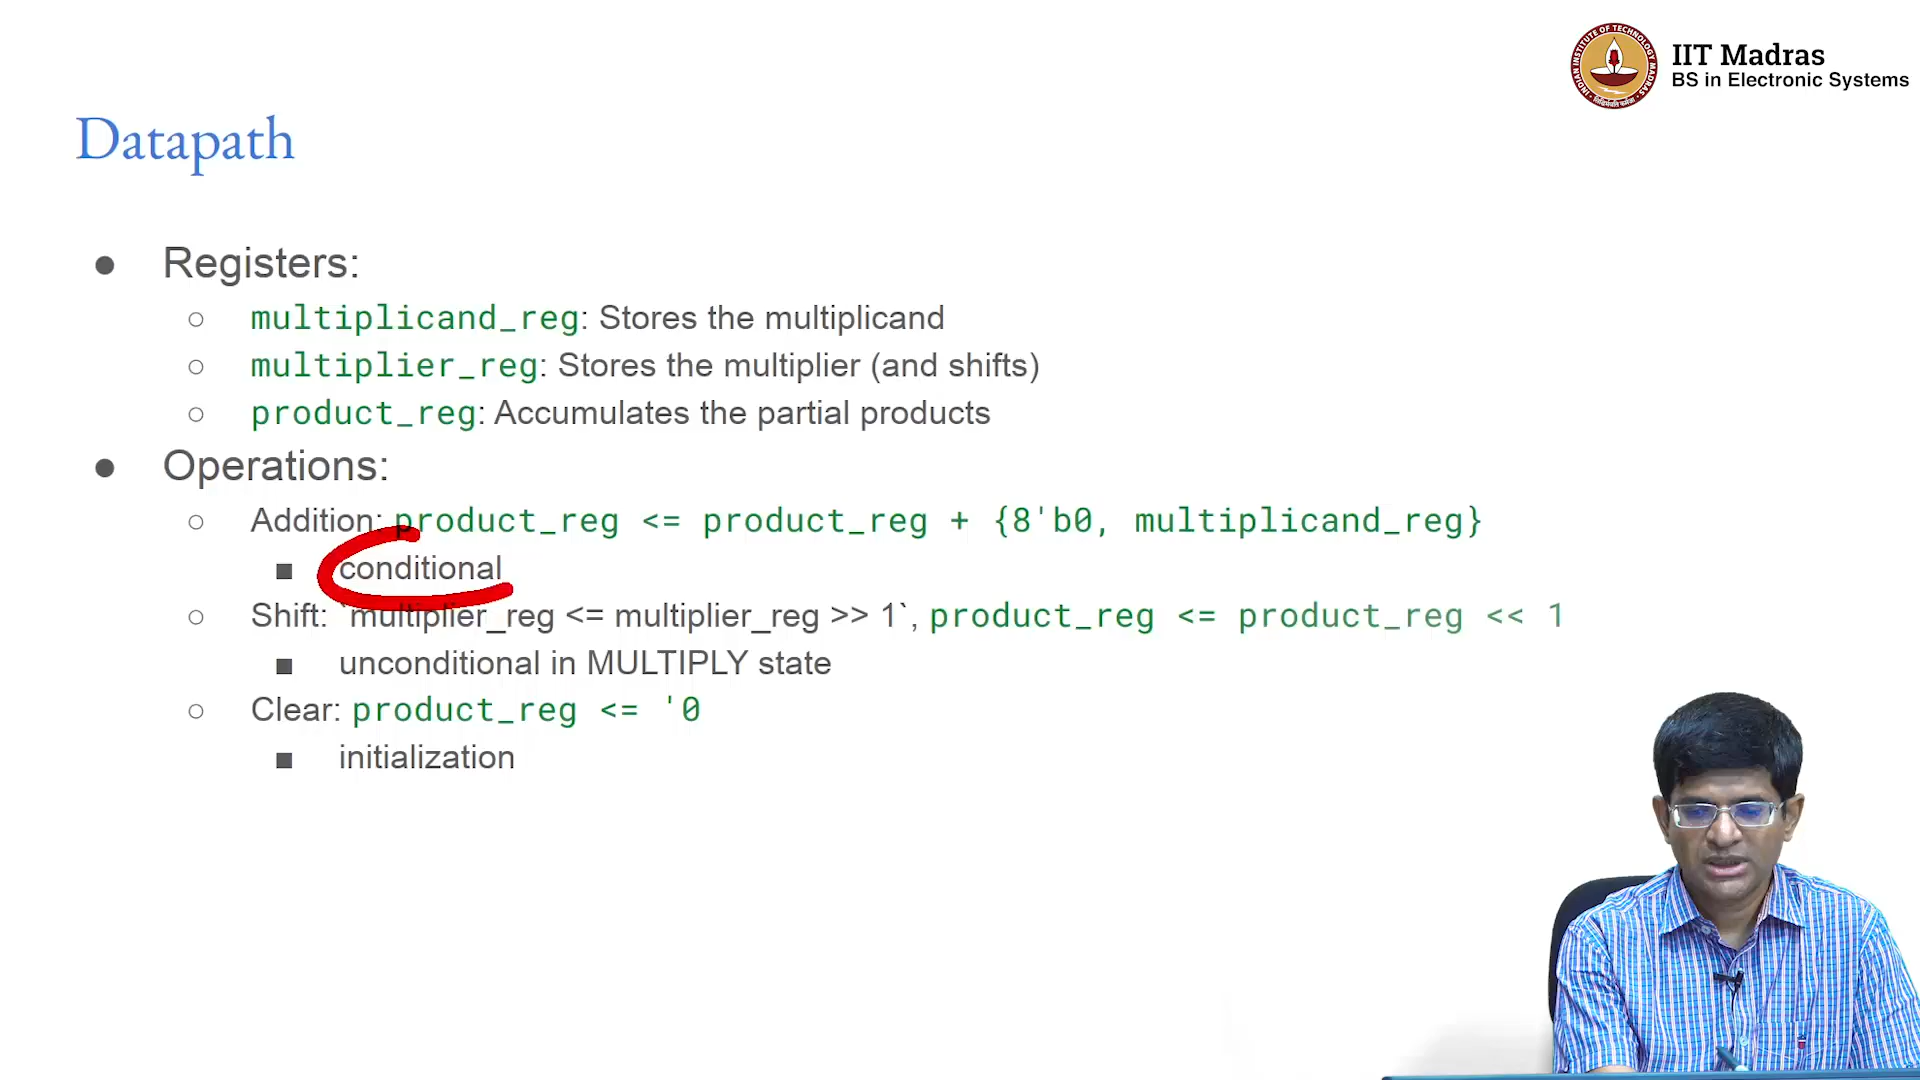 IIT Madras
BS in Electronic Systems
Datapath
● Registers:
○ multiplicand_reg: Stores the multiplicand
○ multiplier_reg: Stores the multiplier (and shifts)
○ product_reg: Accumulates the partial products
● Operations:
○ Addition: product_reg <= product_reg + {8'b0, multiplicand_reg}
■ conditional
○ Shift: `multiplier_reg <= multiplier_reg >> 1`, product_reg <= product_reg << 1
■ unconditional in MULTIPLY state
○ Clear: product_reg <= '0
■ initialization